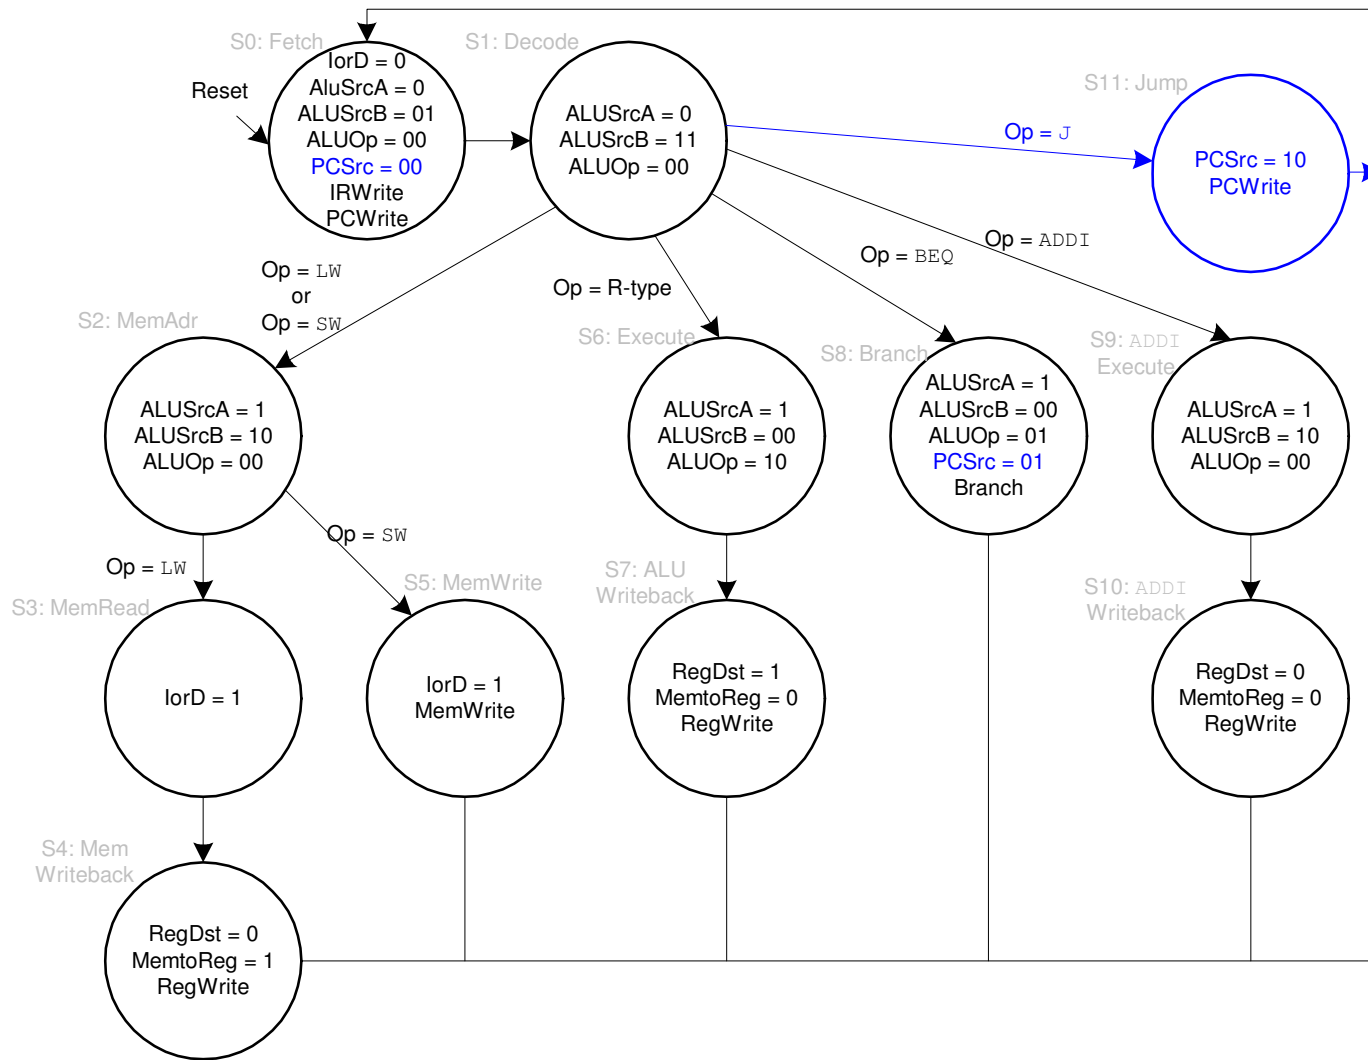 S0: Fetch
IorD = 0
AluSrcA = 0
ALUSrcB = 01
ALUOp = 00
PCSrc = 00
IRWrite
PCWrite
Reset
S1: Decode
ALUSrcA = 0
ALUSrcB = 11
ALUOp = 00
S11: Jump
Op = J
PCSrc = 10
PCWrite
Op = LW
or
Op = SW
Op = R-type
Op = BEQ
Op = ADDI
S2: MemAdr
ALUSrcA = 1
ALUSrcB = 10
ALUOp = 00
S6: Execute
ALUSrcA = 1
ALUSrcB = 00
ALUOp = 10
S8: Branch
ALUSrcA = 1
ALUSrcB = 00
ALUOp = 01
PCSrc = 01
Branch
S9: ADDI
Execute
ALUSrcA = 1
ALUSrcB = 10
ALUOp = 00
Op = LW
Op = SW
S3: MemRead
IorD = 1
S5: MemWrite
IorD = 1
MemWrite
S7: ALU
Writeback
RegDst = 1
MemtoReg = 0
RegWrite
S10: ADDI
Writeback
RegDst = 0
MemtoReg = 0
RegWrite
S4: Mem
Writeback
RegDst = 0
MemtoReg = 1
RegWrite